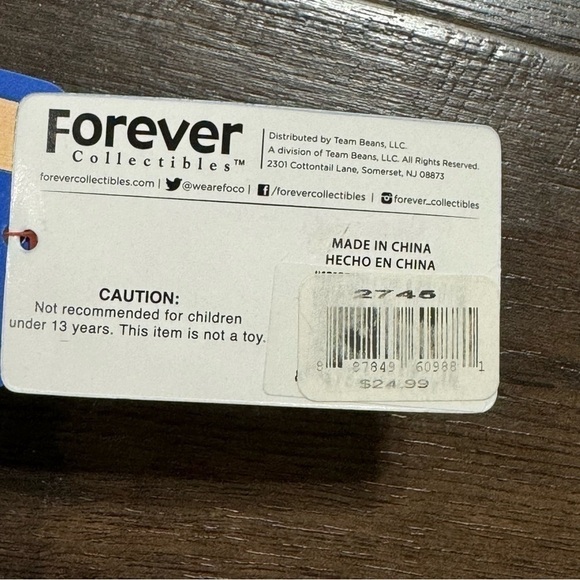 Forever
Collectibles™
Distributed by Team Beans, LLC.
A division of Team Beans, LLC. All Rights Reserved.
2301 Cottontail Lane, Somerset, NJ 08873
forevercollectibles.com | @wearefoco | /forevercollectibles | forever_collectibles
MADE IN CHINA
HECHO EN CHINA
CAUTION:
Not recommended for children
under 13 years. This item is not a toy.
2745
8 87849 60988 1
$24.99